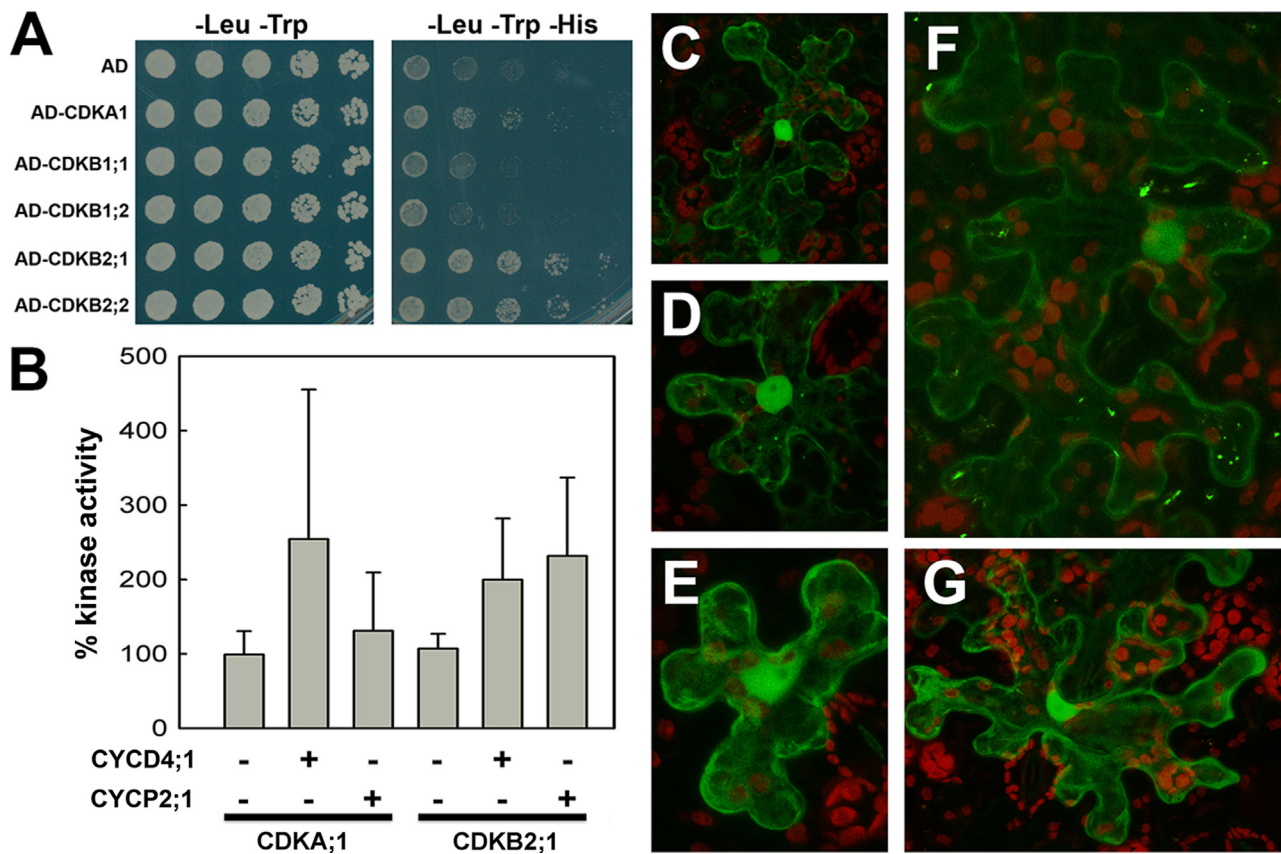 A
-Leu -Trp
-Leu -Trp -His
AD
AD-CDKA1
AD-CDKB1;1
AD-CDKB1;2
AD-CDKB2;1
AD-CDKB2;2
B
% kinase activity
500
400
300
200
100
0
CYCD4;1 - + - - + -
CYCP2;1 - - + - - +
CDKA;1 CDKB2;1
C
D
E
F
G